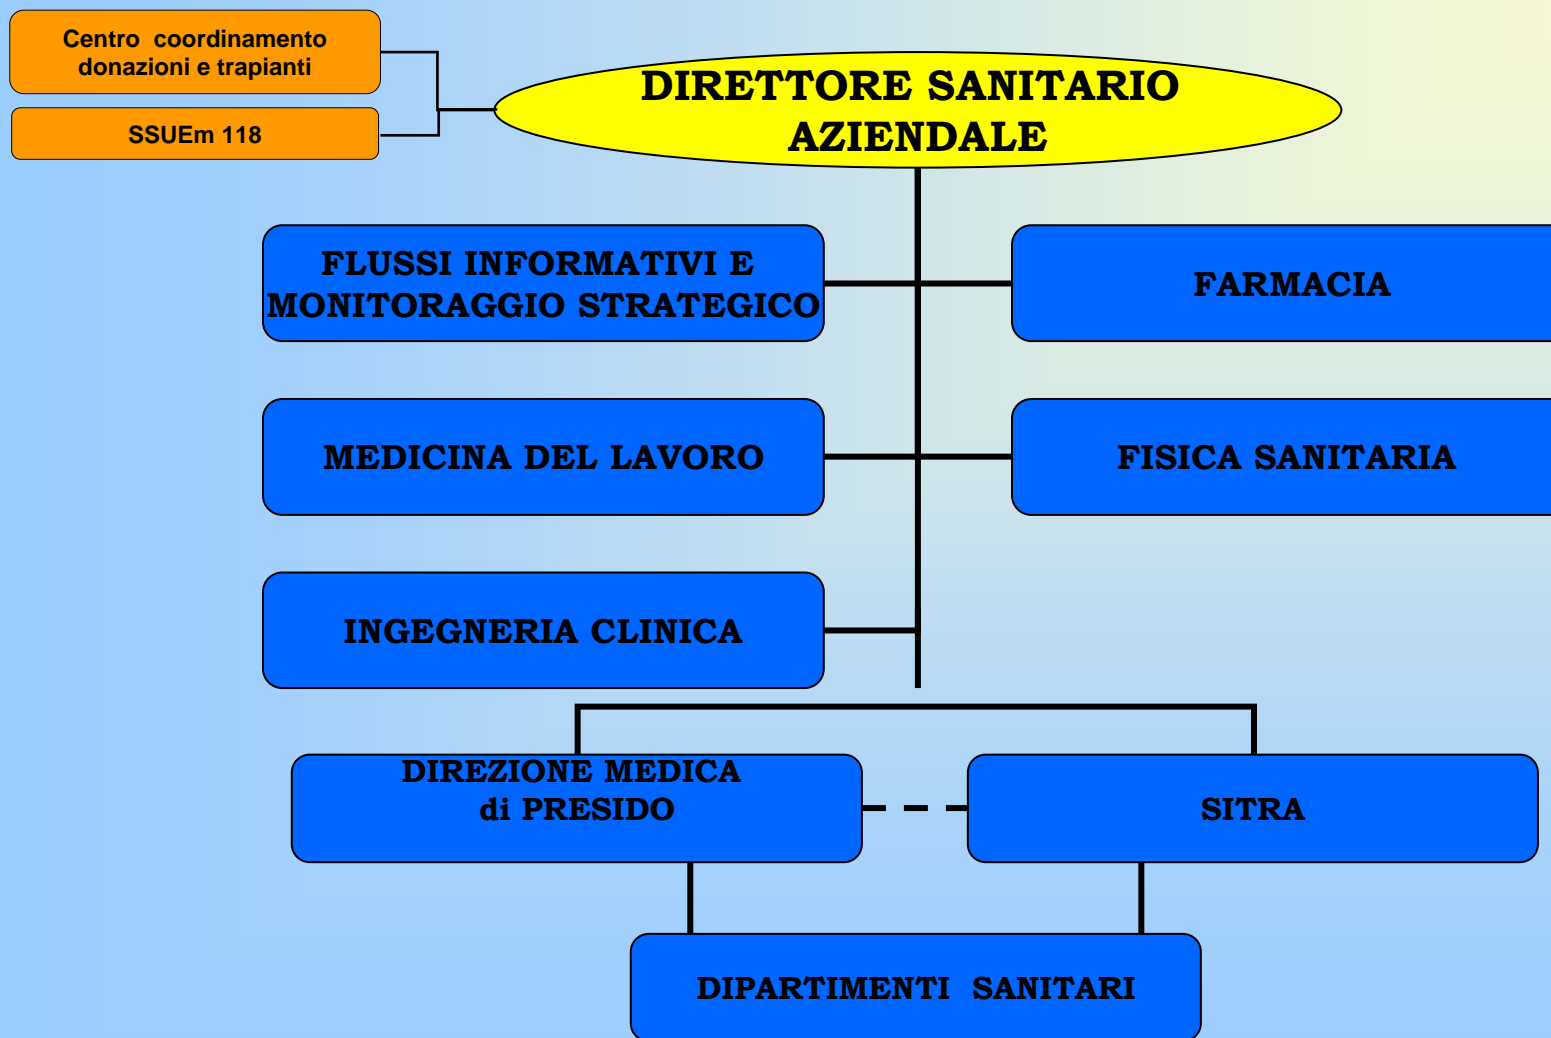 Centro coordinamento
donazioni e trapianti
SSUEm 118
DIRETTORE SANITARIO
AZIENDALE
FLUSSI INFORMATIVI E
MONITORAGGIO STRATEGICO
FARMACIA
MEDICINA DEL LAVORO
FISICA SANITARIA
INGEGNERIA CLINICA
DIREZIONE MEDICA
di PRESIDO
SITRA
DIPARTIMENTI SANITARI